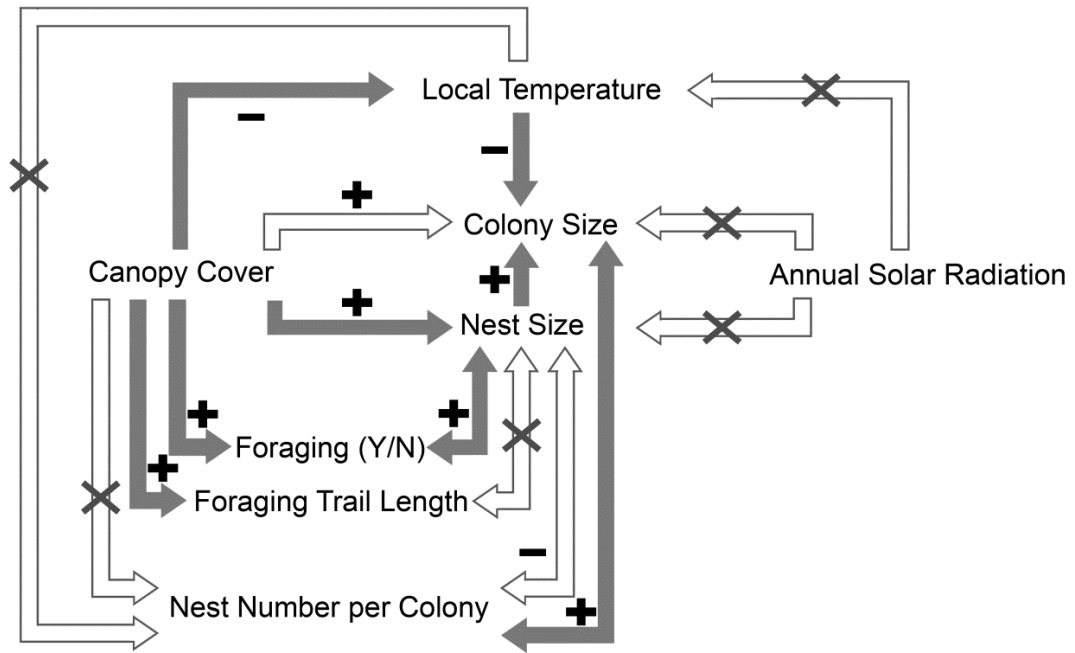 Local Temperature
−
−
+
Colony Size
Canopy Cover
Annual Solar Radiation
+
+
Nest Size
+
+
Foraging (Y/N)
+
Foraging Trail Length
−
Nest Number per Colony
+